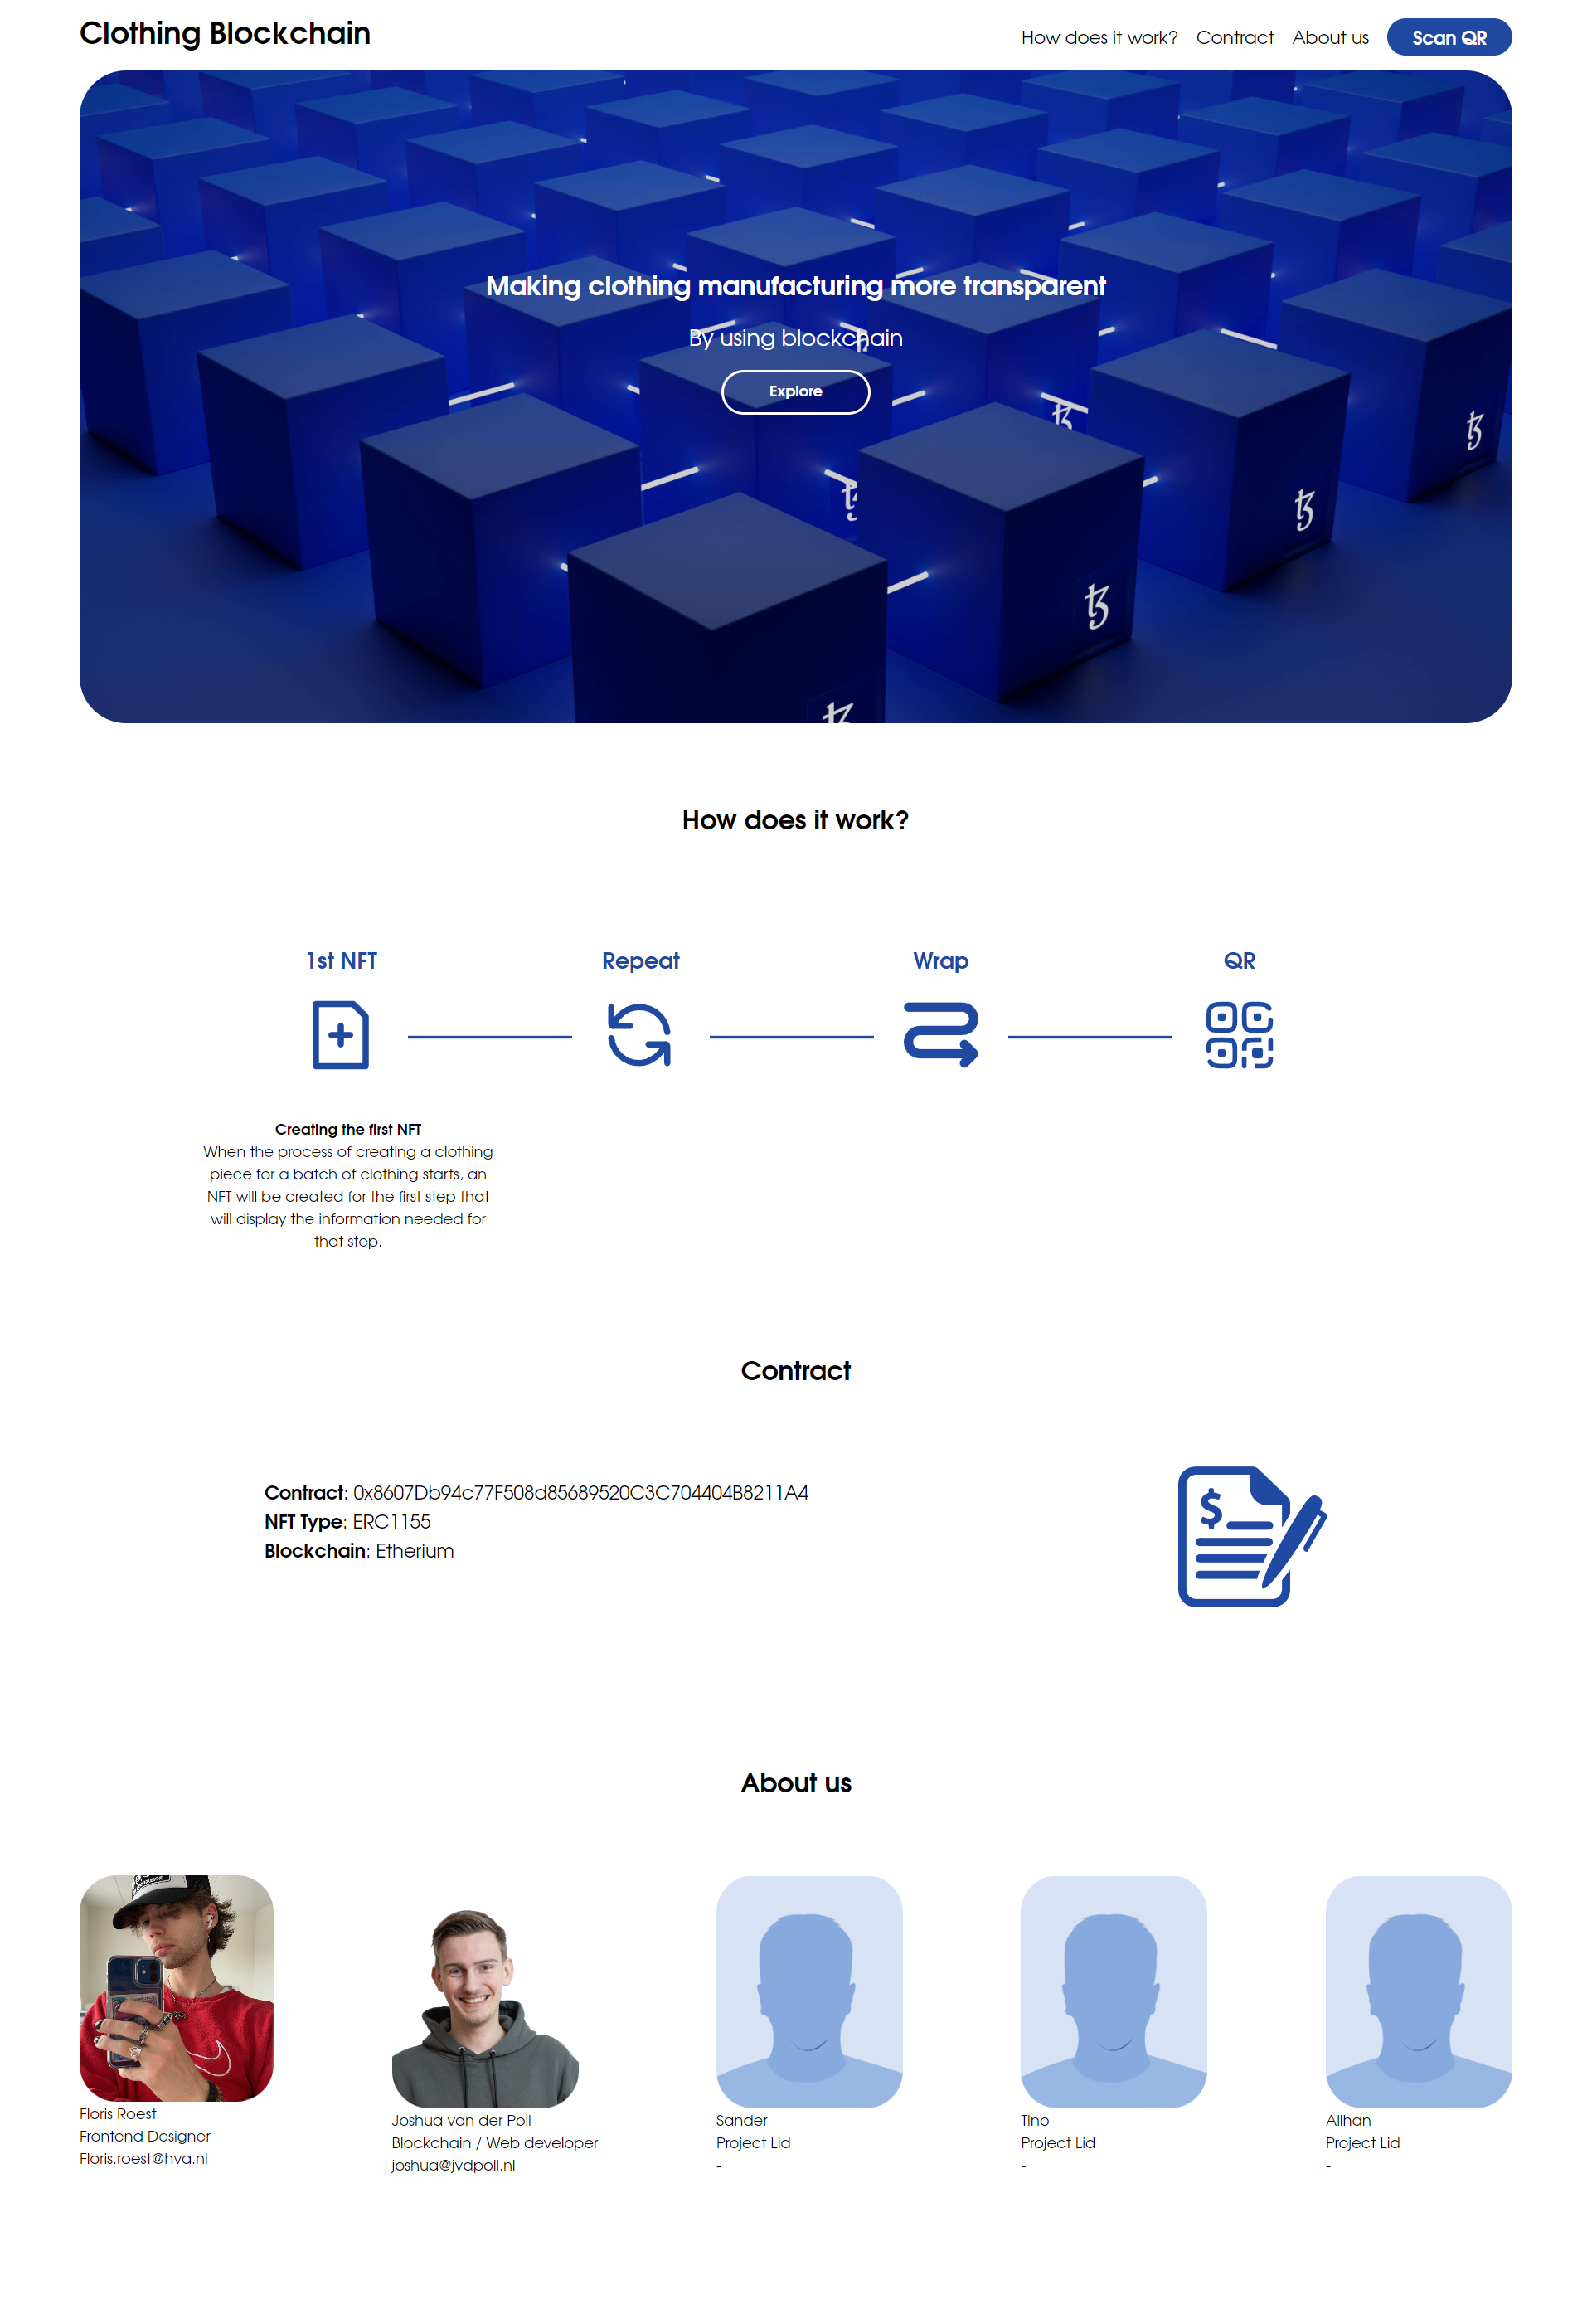 Clothing Blockchain
How does it work?
Contract
About us
Scan QR
Making clothing manufacturing more transparent
By using blockchain
Explore
How does it work?
1st NFT
Repeat
Wrap
QR
Creating the first NFT
When the process of creating a clothing
piece for a batch of clothing starts, an
NFT will be created for the first step that
will display the information needed for
that step.
Contract
Contract: 0x8607Db94c77F508d85689520C3C704404B8211A4
NFT Type: ERC1155
Blockchain: Etherium
$
About us
Floris Roest
Frontend Designer
Floris.roest@hva.nl
Joshua van der Poll
Blockchain / Web developer
joshua@jvdpoll.nl
Sander
Project Lid
-
Tino
Project Lid
-
Alihan
Project Lid
-